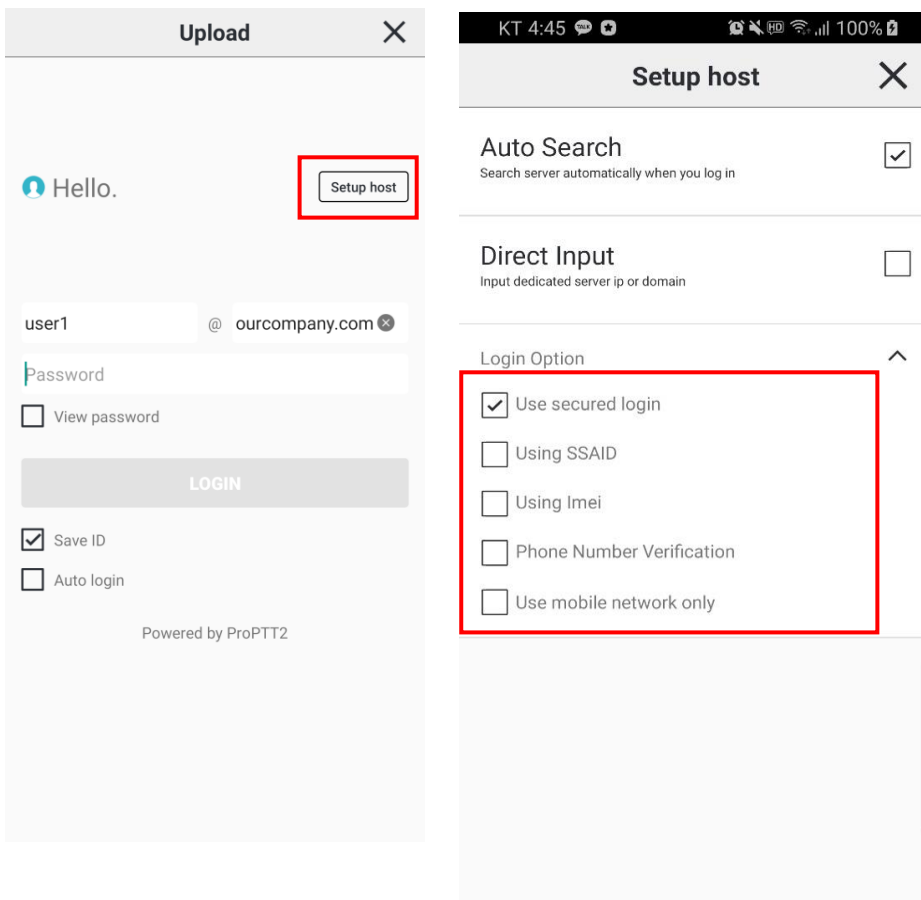 Upload
Hello.
Setup host
user1 @ ourcompany.com
Password
View password
LOGIN
Save ID
Auto login
Powered by ProPTT2
KT 4:45 TALK HD 100%
Setup host
Auto Search
Search server automatically when you log in
Direct Input
Input dedicated server ip or domain
Login Option
Use secured login
Using SSAID
Using Imei
Phone Number Verification
Use mobile network only